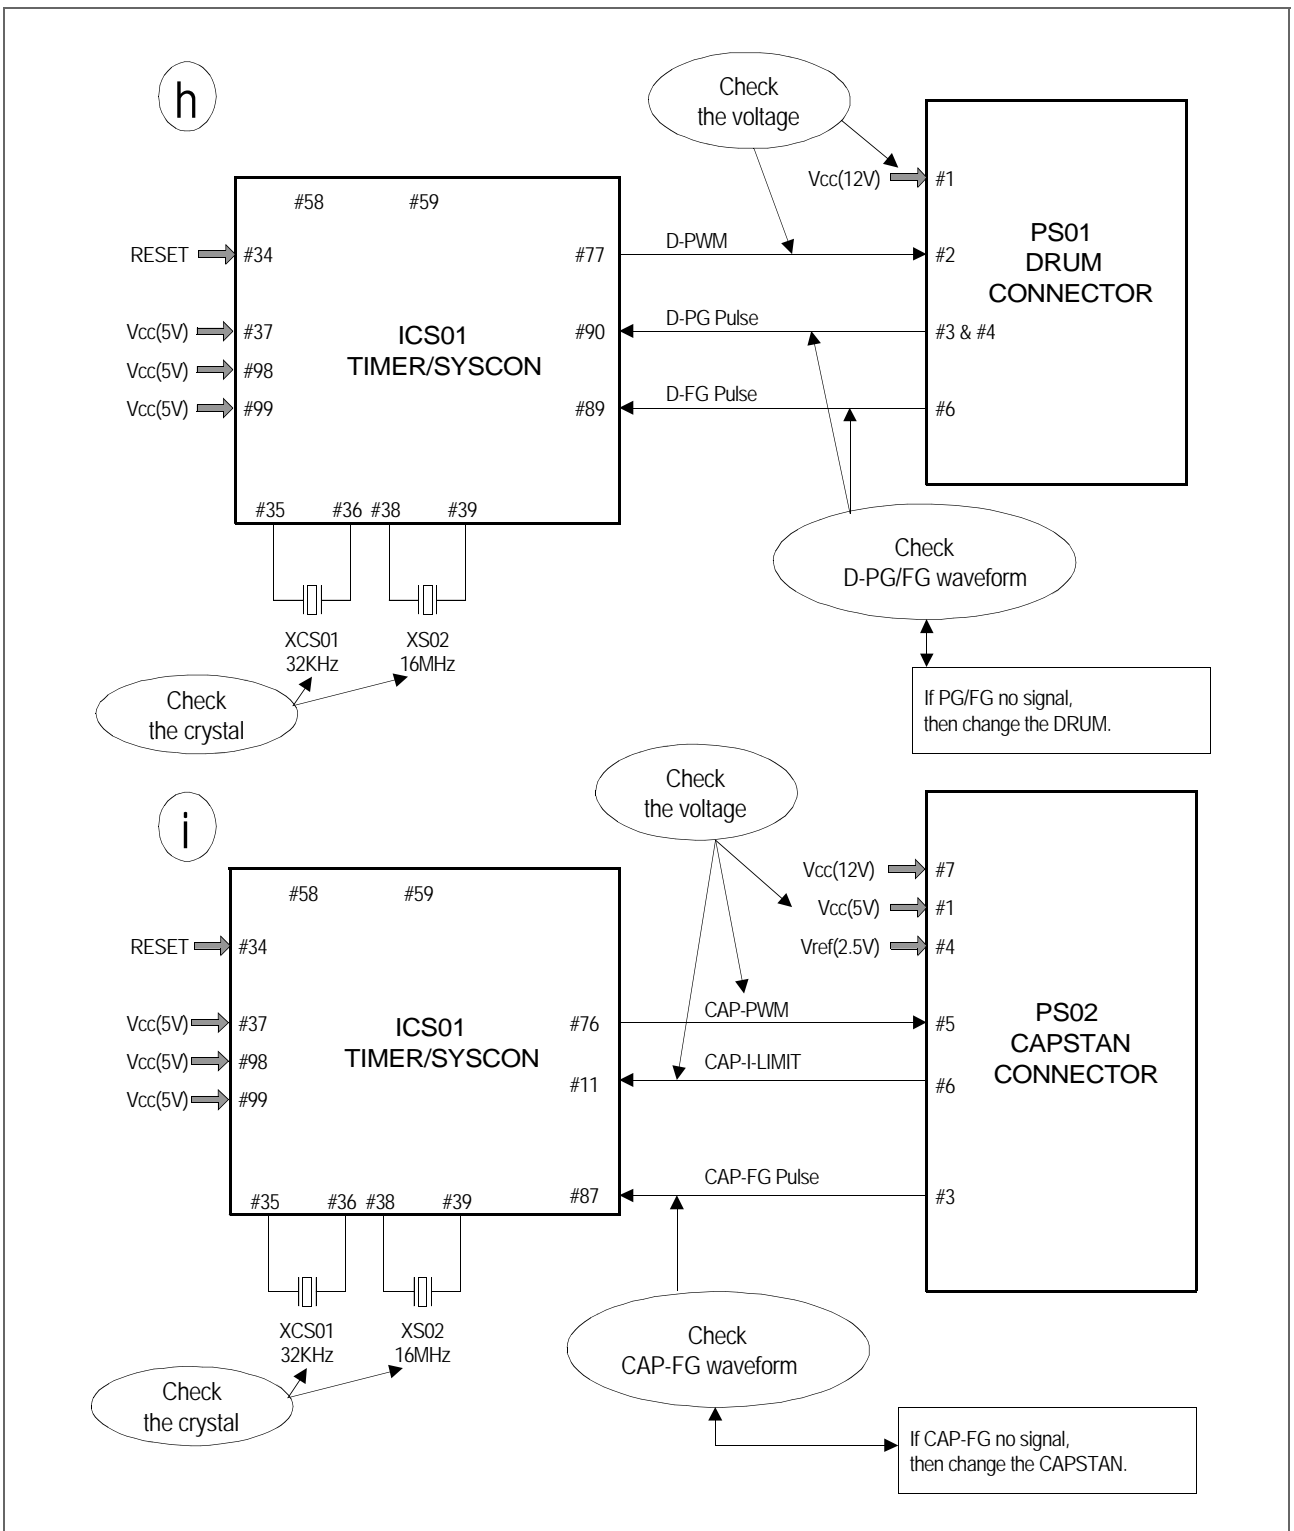 h
Check
the voltage
Vcc(12V)
#1
#58
#59
PS01
DRUM
CONNECTOR
RESET
#34
#77
D-PWM
#2
Vcc(5V)
#37
ICS01
TIMER/SYSCON
#90
D-PG Pulse
#3 & #4
Vcc(5V)
#98
Vcc(5V)
#99
#89
D-FG Pulse
#6
#35
#36
#38
#39
Check
D-PG/FG waveform
XCS01
32KHz
XS02
16MHz
Check
the crystal
If PG/FG no signal,
then change the DRUM.
i
Check
the voltage
Vcc(12V)
#7
#58
#59
Vcc(5V)
#1
RESET
#34
Vref(2.5V)
#4
Vcc(5V)
#37
ICS01
TIMER/SYSCON
#76
CAP-PWM
#5
PS02
CAPSTAN
CONNECTOR
Vcc(5V)
#98
CAP-I-LIMIT
#11
#6
Vcc(5V)
#99
#87
CAP-FG Pulse
#3
#35
#36
#38
#39
XCS01
32KHz
XS02
16MHz
Check
CAP-FG waveform
Check
the crystal
If CAP-FG no signal,
then change the CAPSTAN.